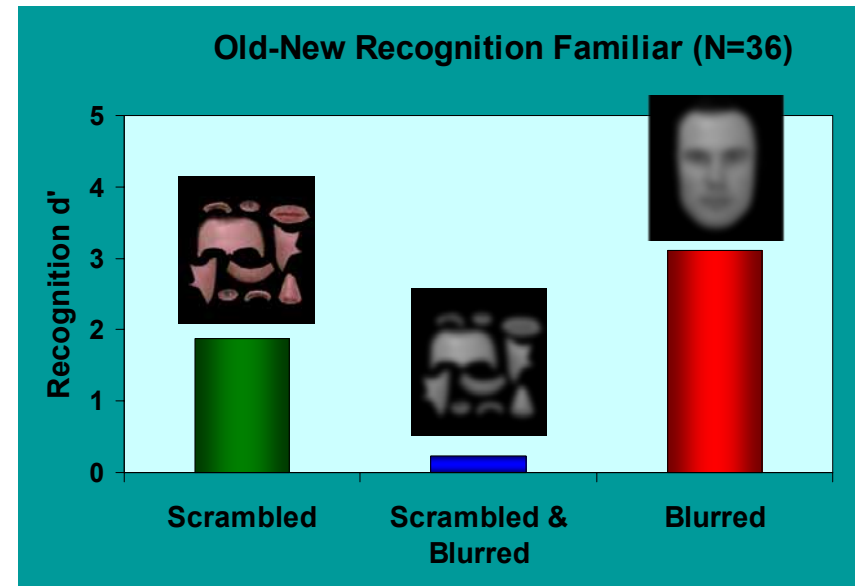 Old-New Recognition Familiar (N=36)
Recognition d'
5
4
3
2
1
0
Scrambled
Scrambled &
Blurred
Blurred